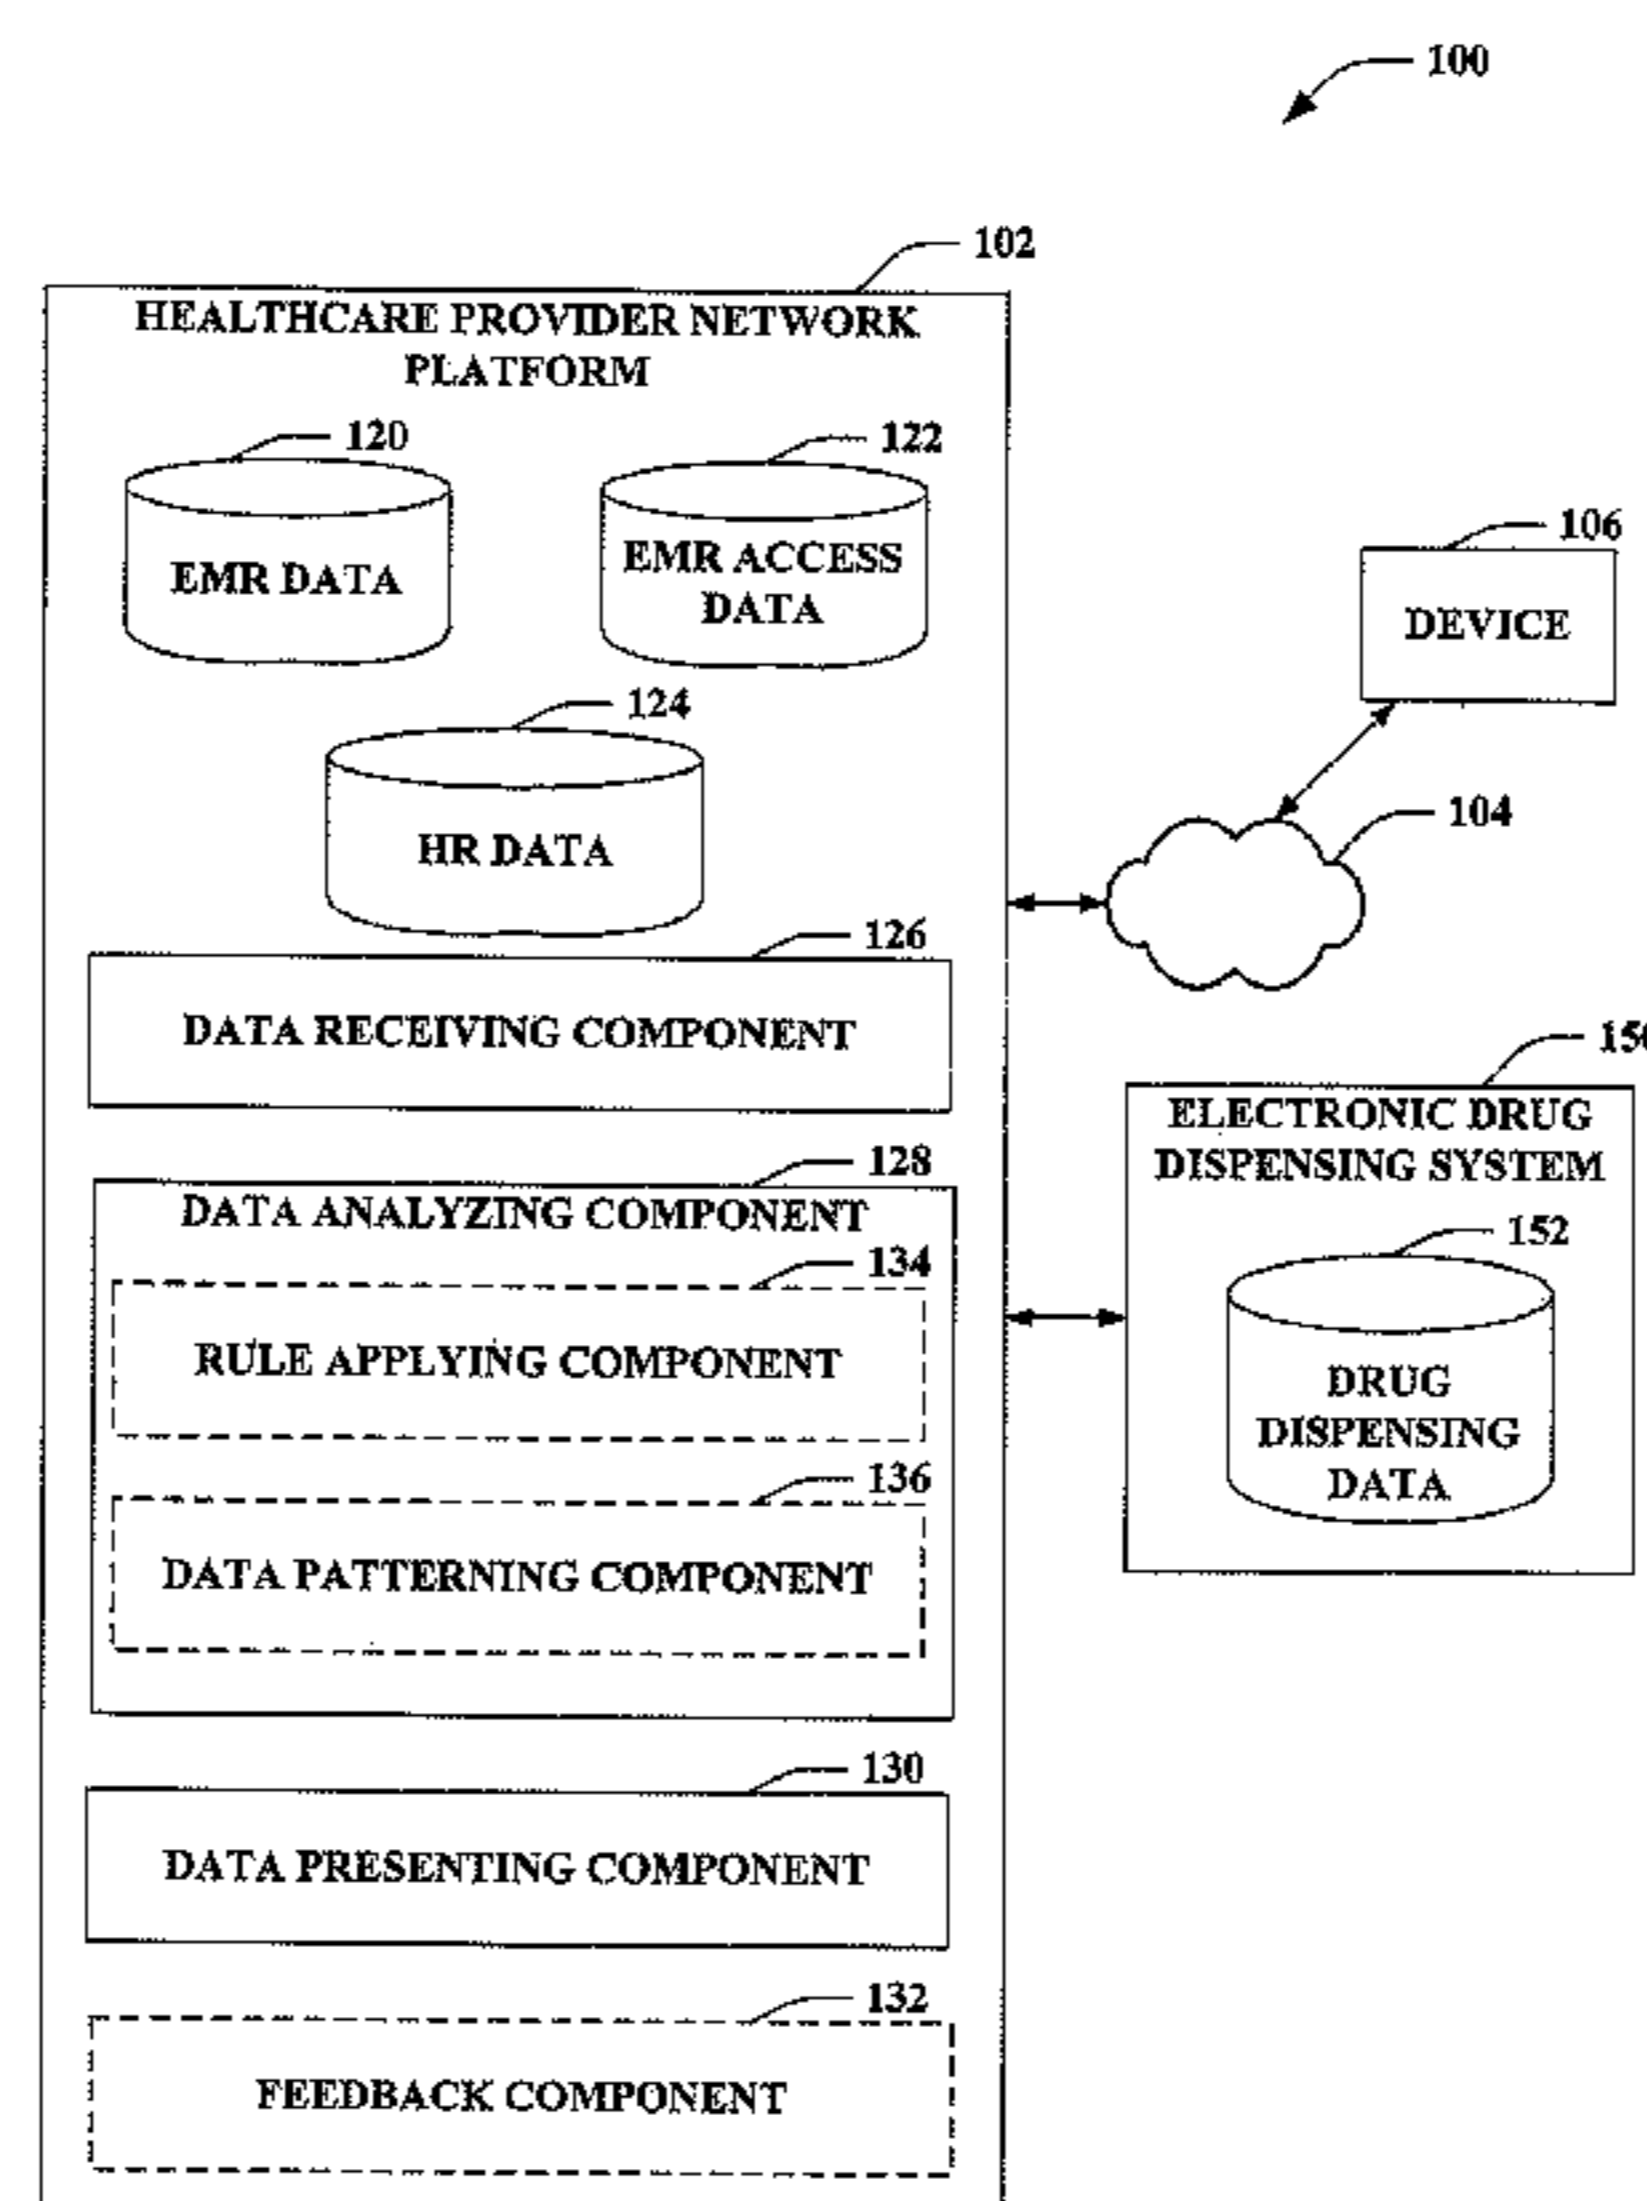 100
102
HEALTHCARE PROVIDER NETWORK
PLATFORM
120
122
EMR DATA
EMR ACCESS
DATA
106
DEVICE
124
HR DATA
104
126
DATA RECEIVING COMPONENT
ELECTRONIC DRUG
DISPENSING SYSTEM
152
DRUG
DISPENSING
DATA
128
DATA ANALYZING COMPONENT
134
RULE APPLYING COMPONENT
136
DATA PATTERNING COMPONENT
130
DATA PRESENTING COMPONENT
132
FEEDBACK COMPONENT